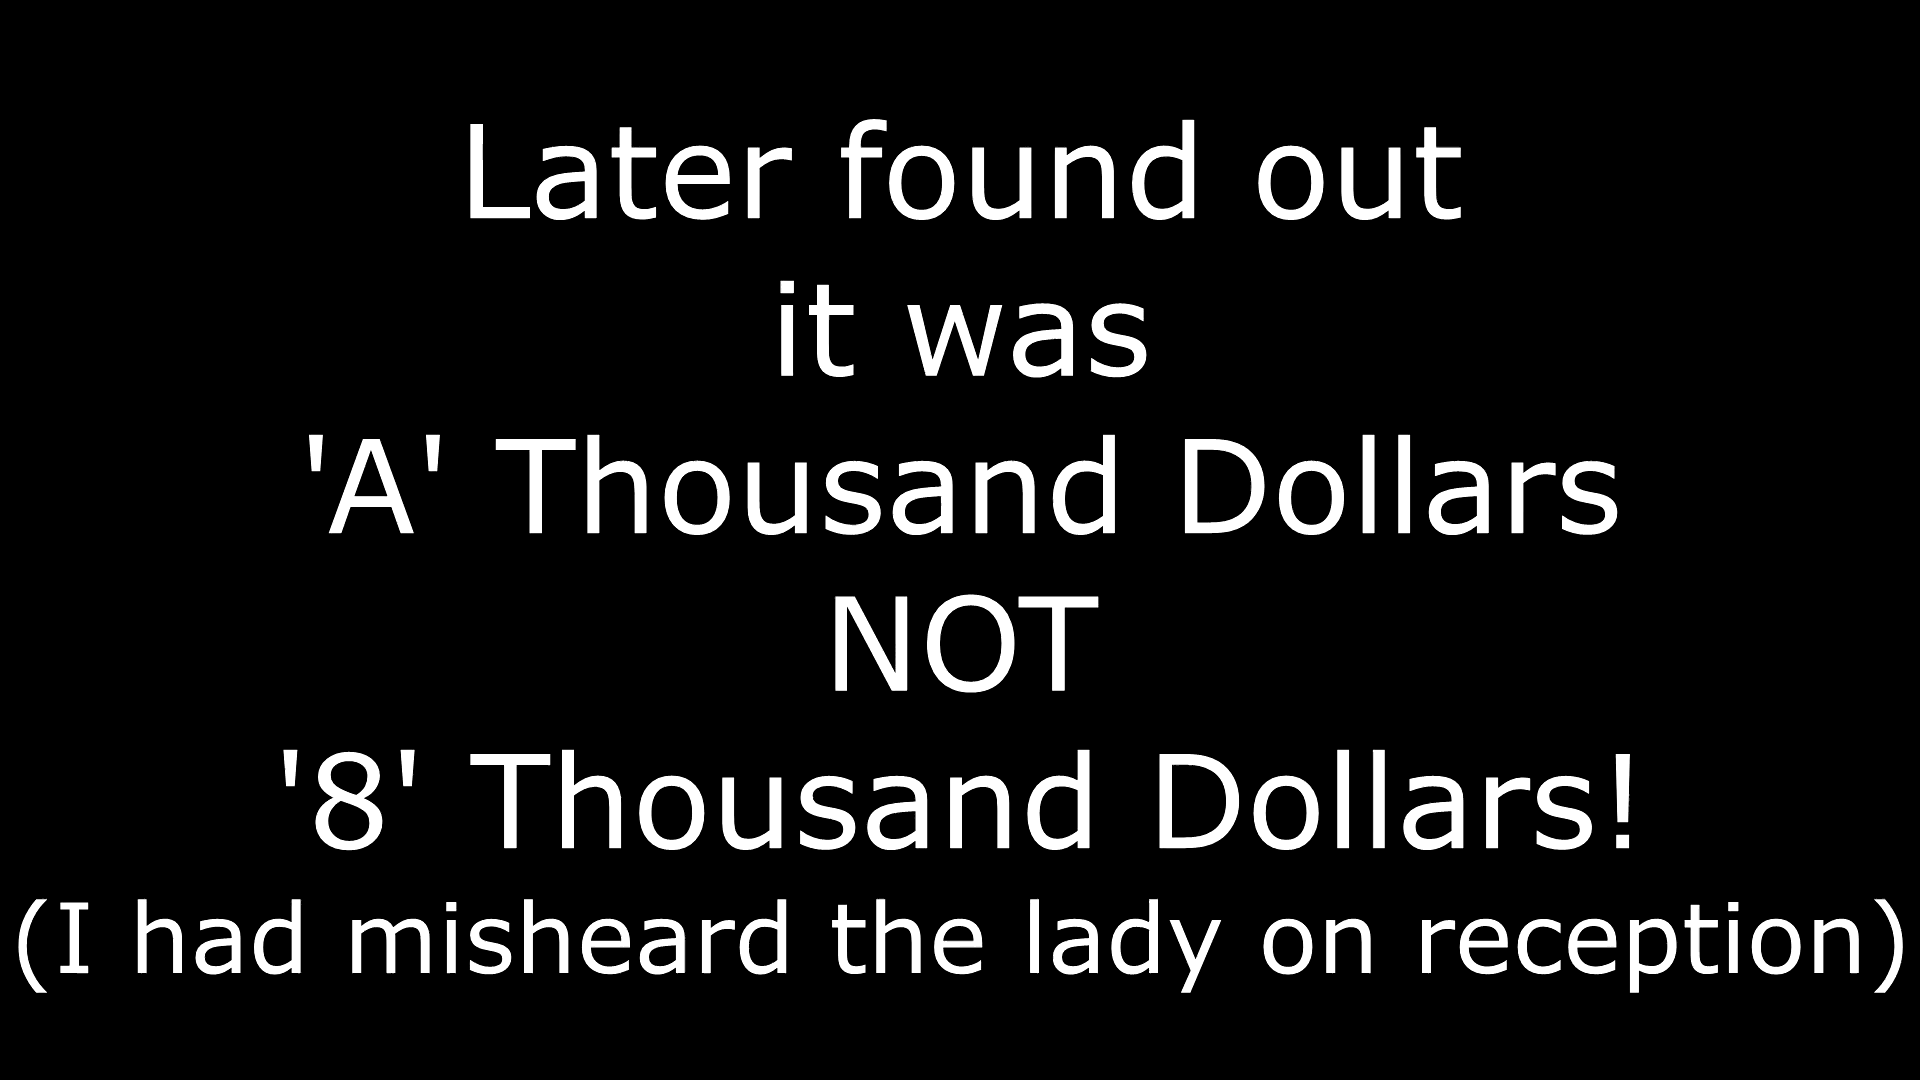 Later found out
it was
'A' Thousand Dollars
NOT
'8' Thousand Dollars!
(I had misheard the lady on reception)